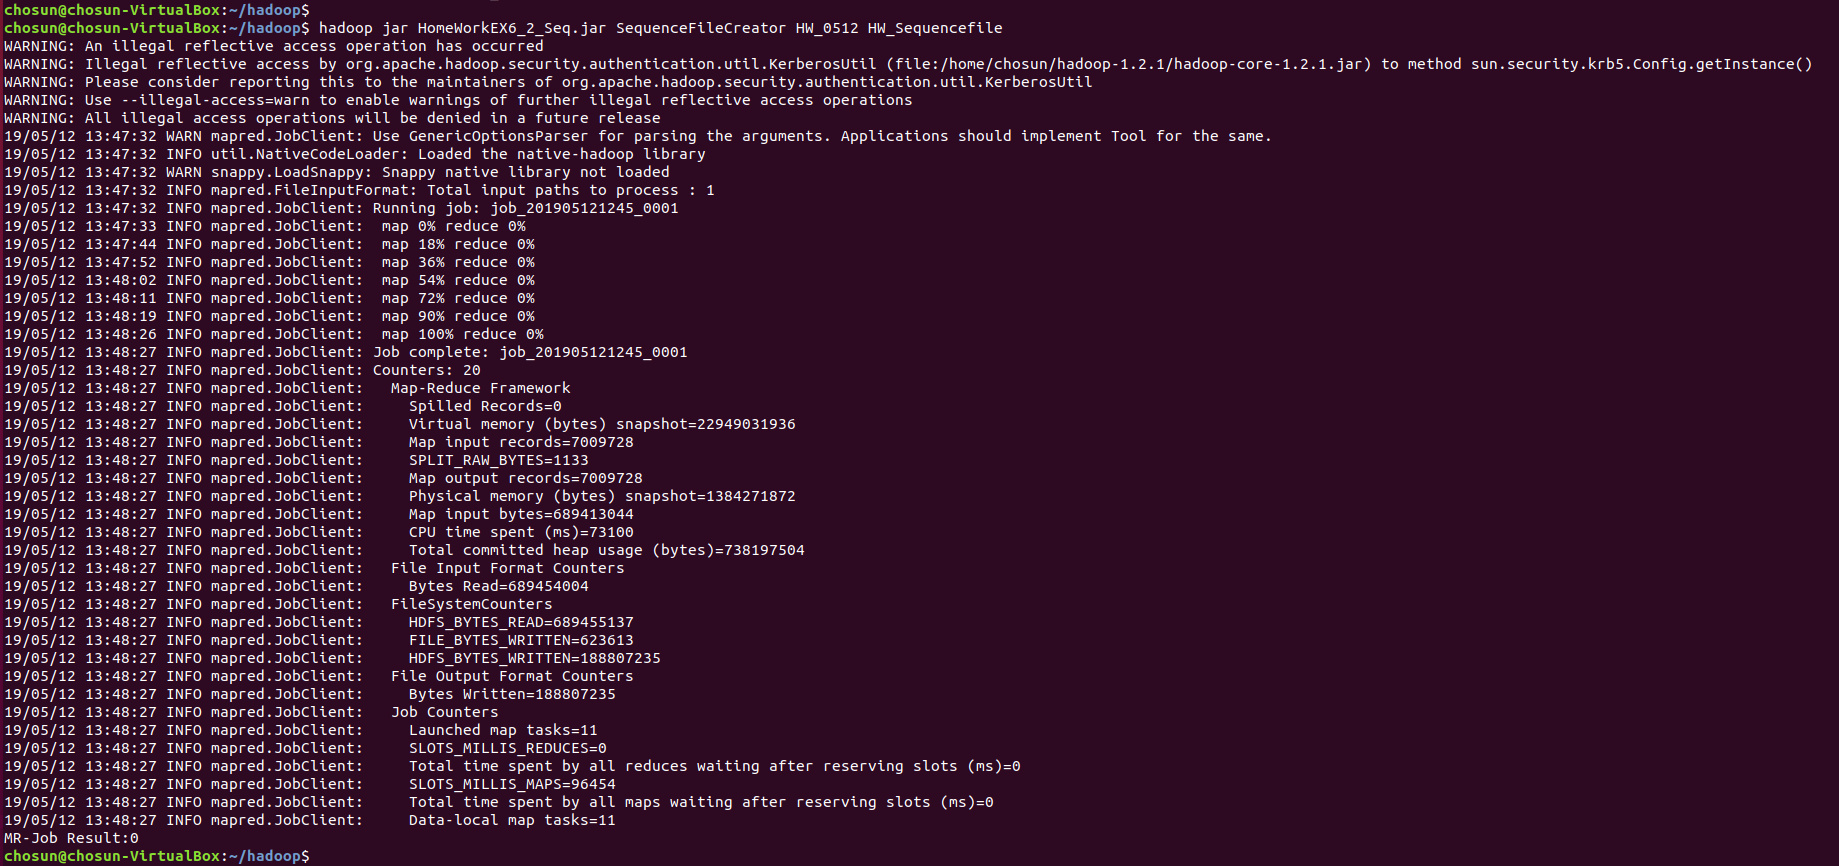 chosun@chosun-VirtualBox:~/hadoop$
chosun@chosun-VirtualBox:~/hadoop$ hadoop jar HomeWorkEX6_2_Seq.jar SequenceFileCreator HW_0512 HW_Sequencefile
WARNING: An illegal reflective access operation has occurred
WARNING: Illegal reflective access by org.apache.hadoop.security.authentication.util.KerberosUtil (file:/home/chosun/hadoop-1.2.1/hadoop-core-1.2.1.jar) to method sun.security.krb5.Config.getInstance()
WARNING: Please consider reporting this to the maintainers of org.apache.hadoop.security.authentication.util.KerberosUtil
WARNING: Use --illegal-access=warn to enable warnings of further illegal reflective access operations
WARNING: All illegal access operations will be denied in a future release
19/05/12 13:47:32 WARN mapred.JobClient: Use GenericOptionsParser for parsing the arguments. Applications should implement Tool for the same.
19/05/12 13:47:32 INFO util.NativeCodeLoader: Loaded the native-hadoop library
19/05/12 13:47:32 WARN snappy.LoadSnappy: Snappy native library not loaded
19/05/12 13:47:32 INFO mapred.FileInputFormat: Total input paths to process : 1
19/05/12 13:47:32 INFO mapred.JobClient: Running job: job_201905121245_0001
19/05/12 13:47:33 INFO mapred.JobClient:  map 0% reduce 0%
19/05/12 13:47:44 INFO mapred.JobClient:  map 18% reduce 0%
19/05/12 13:47:52 INFO mapred.JobClient:  map 36% reduce 0%
19/05/12 13:48:02 INFO mapred.JobClient:  map 54% reduce 0%
19/05/12 13:48:11 INFO mapred.JobClient:  map 72% reduce 0%
19/05/12 13:48:19 INFO mapred.JobClient:  map 90% reduce 0%
19/05/12 13:48:26 INFO mapred.JobClient:  map 100% reduce 0%
19/05/12 13:48:27 INFO mapred.JobClient: Job complete: job_201905121245_0001
19/05/12 13:48:27 INFO mapred.JobClient: Counters: 20
19/05/12 13:48:27 INFO mapred.JobClient:   Map-Reduce Framework
19/05/12 13:48:27 INFO mapred.JobClient:     Spilled Records=0
19/05/12 13:48:27 INFO mapred.JobClient:     Virtual memory (bytes) snapshot=22949031936
19/05/12 13:48:27 INFO mapred.JobClient:     Map input records=7009728
19/05/12 13:48:27 INFO mapred.JobClient:     SPLIT_RAW_BYTES=1133
19/05/12 13:48:27 INFO mapred.JobClient:     Map output records=7009728
19/05/12 13:48:27 INFO mapred.JobClient:     Physical memory (bytes) snapshot=1384271872
19/05/12 13:48:27 INFO mapred.JobClient:     Map input bytes=689413044
19/05/12 13:48:27 INFO mapred.JobClient:     CPU time spent (ms)=73100
19/05/12 13:48:27 INFO mapred.JobClient:     Total committed heap usage (bytes)=738197504
19/05/12 13:48:27 INFO mapred.JobClient:   File Input Format Counters
19/05/12 13:48:27 INFO mapred.JobClient:     Bytes Read=689454004
19/05/12 13:48:27 INFO mapred.JobClient:   FileSystemCounters
19/05/12 13:48:27 INFO mapred.JobClient:     HDFS_BYTES_READ=689455137
19/05/12 13:48:27 INFO mapred.JobClient:     FILE_BYTES_WRITTEN=623613
19/05/12 13:48:27 INFO mapred.JobClient:     HDFS_BYTES_WRITTEN=188807235
19/05/12 13:48:27 INFO mapred.JobClient:   File Output Format Counters
19/05/12 13:48:27 INFO mapred.JobClient:     Bytes Written=188807235
19/05/12 13:48:27 INFO mapred.JobClient:   Job Counters
19/05/12 13:48:27 INFO mapred.JobClient:     Launched map tasks=11
19/05/12 13:48:27 INFO mapred.JobClient:     SLOTS_MILLIS_REDUCES=0
19/05/12 13:48:27 INFO mapred.JobClient:     Total time spent by all reduces waiting after reserving slots (ms)=0
19/05/12 13:48:27 INFO mapred.JobClient:     SLOTS_MILLIS_MAPS=96454
19/05/12 13:48:27 INFO mapred.JobClient:     Total time spent by all maps waiting after reserving slots (ms)=0
19/05/12 13:48:27 INFO mapred.JobClient:     Data-local map tasks=11
MR-Job Result:0
chosun@chosun-VirtualBox:~/hadoop$